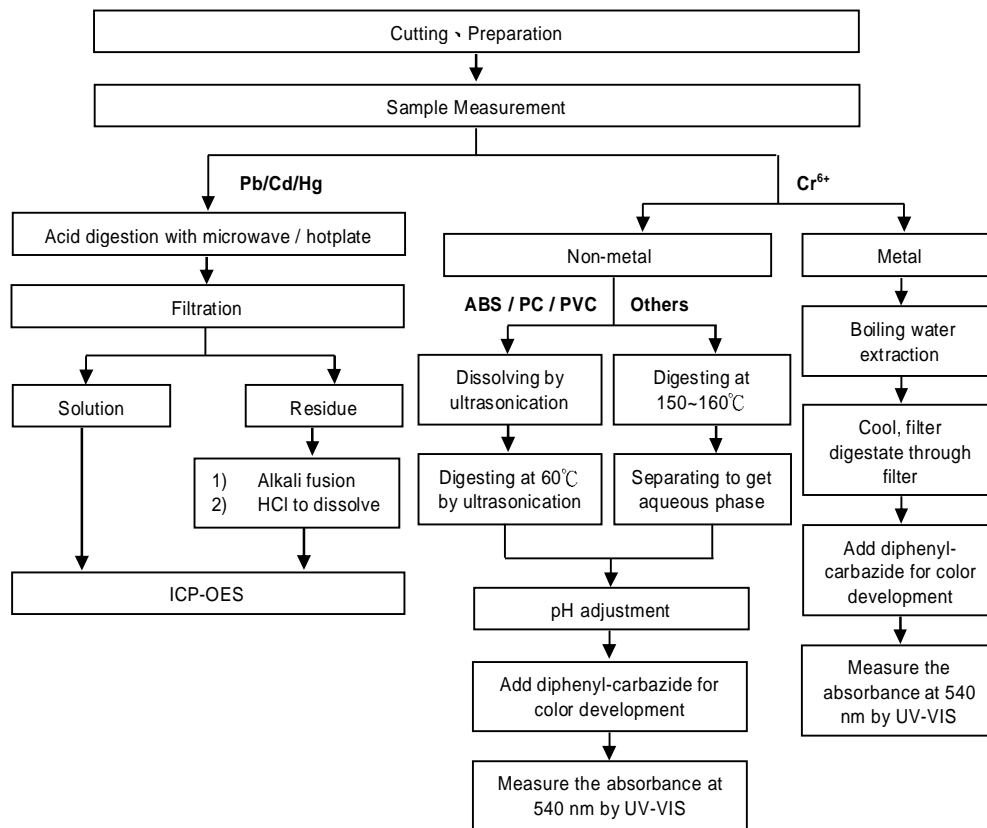 Cutting、Preparation
Sample Measurement
Pb/Cd/Hg
Acid digestion with microwave / hotplate
Filtration
Solution
Residue
1) Alkali fusion
2) HCl to dissolve
ICP-OES
Cr⁶⁺
Non-metal
ABS / PC / PVC
Dissolving by
ultrasonication
Digesting at 60℃
by ultrasonication
Others
Digesting at
150~160℃
Separating to get
aqueous phase
pH adjustment
Add diphenyl-carbazide for
color development
Measure the absorbance at
540 nm by UV-VIS
Metal
Boiling water
extraction
Cool, filter
digestate through
filter
Add diphenyl-
carbazide for color
development
Measure the
absorbance at 540
nm by UV-VIS